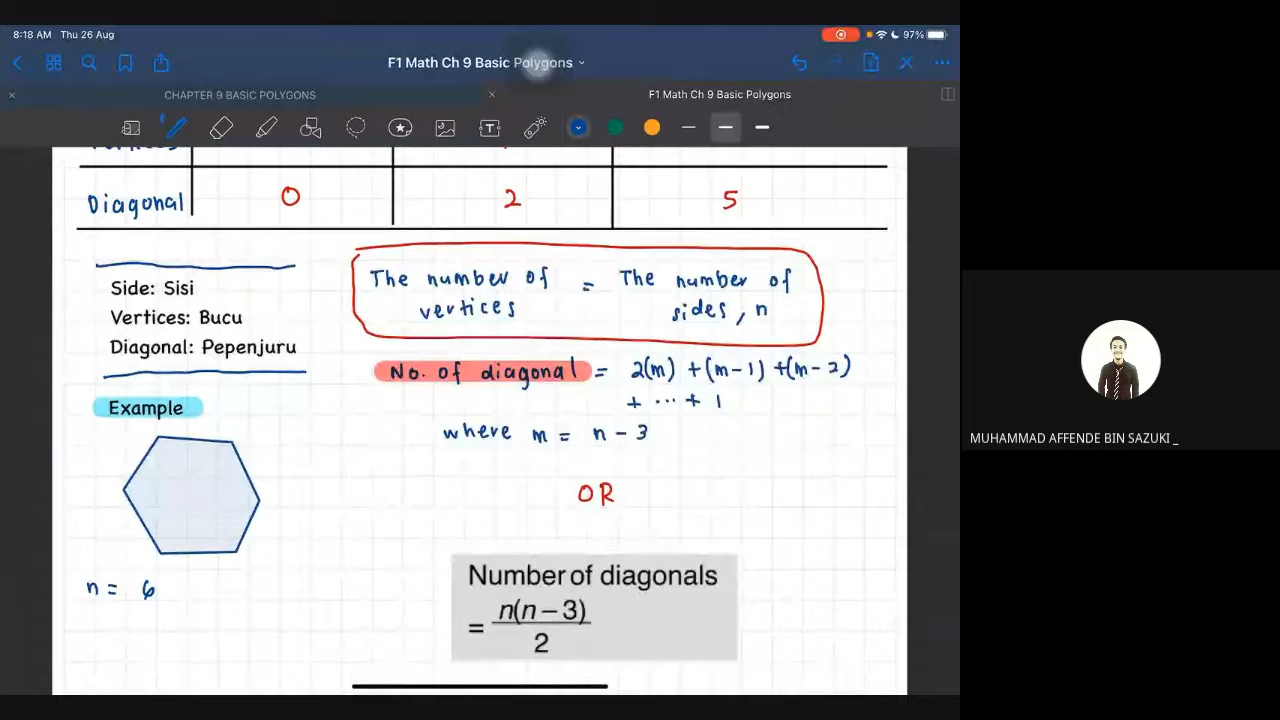 8:18 AM Thu 26 Aug
97%
F1 Math Ch 9 Basic Polygons
CHAPTER 9 BASIC POLYGONS
F1 Math Ch 9 Basic Polygons
Diagonal 0 2 5
Side: Sisi
Vertices: Bucu
Diagonal: Pepenjuru
The number of vertices = The number of sides, n
No. of diagonal = 2(m) + (m-1) + (m-2)
+ ... + 1
where m = n - 3
Example
n = 6
OR
Number of diagonals
= n(n – 3)
2
MUHAMMAD AFFENDE BIN SAZUKI _